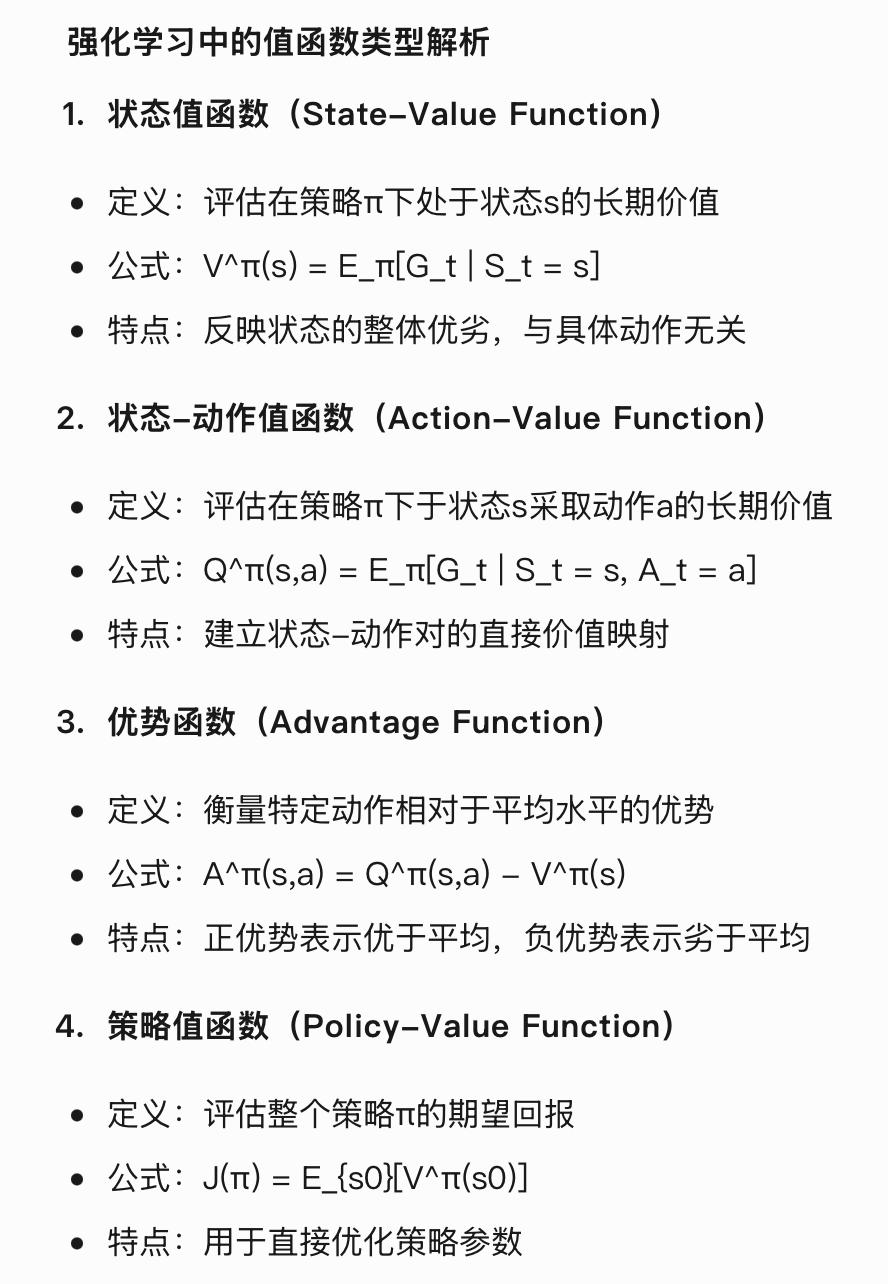 强化学习中的值函数类型解析
1. 状态值函数（State–Value Function）
• 定义：评估在策略π下处于状态s的长期价值
• 公式：V^π(s) = E_π[G_t | S_t = s]
• 特点：反映状态的整体优劣，与具体动作无关
2. 状态–动作值函数（Action–Value Function）
• 定义：评估在策略π下于状态s采取动作a的长期价值
• 公式：Q^π(s,a) = E_π[G_t | S_t = s, A_t = a]
• 特点：建立状态–动作对的直接价值映射
3. 优势函数（Advantage Function）
• 定义：衡量特定动作相对于平均水平的优势
• 公式：A^π(s,a) = Q^π(s,a) – V^π(s)
• 特点：正优势表示优于平均，负优势表示劣于平均
4. 策略值函数（Policy–Value Function）
• 定义：评估整个策略π的期望回报
• 公式：J(π) = E_{s0}[V^π(s0)]
• 特点：用于直接优化策略参数